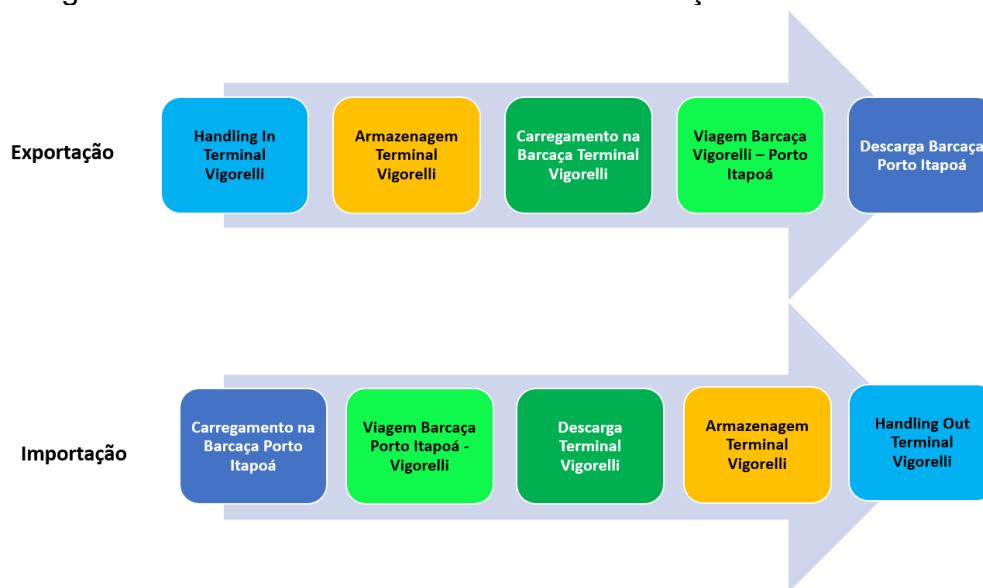 Exportação
Handling In
Terminal
Vigorelli
Armazenagem
Terminal
Vigorelli
Carregamento na
Barcaça Terminal
Vigorelli
Viagem Barcaça
Vigorelli – Porto
Itapoá
Descarga Barcaça
Porto Itapoá
Importação
Carregamento na
Barcaça Porto
Itapoá
Viagem Barcaça
Porto Itapoá -
Vigorelli
Descarga
Terminal
Vigorelli
Armazenagem
Terminal
Vigorelli
Handling Out
Terminal
Vigorelli